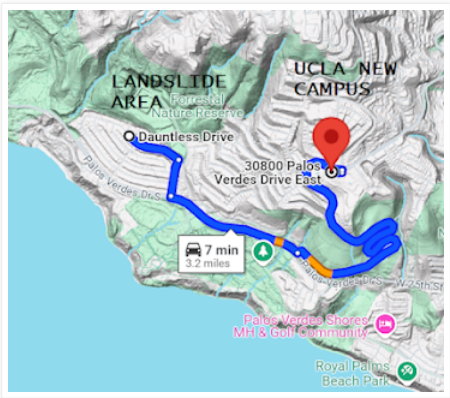 LANDSLIDE
AREA
UCLA NEW
CAMPUS
Forrestal
Nature Reserve
Dauntless Drive
30800 Palos
Verdes Drive East
Palos Verdes Dr S
7 min
3.2 miles
Palos Verdes Dr S
W 25th St
Palos Verdes Shores
MH & Golf Community
Royal Palms
Beach Park